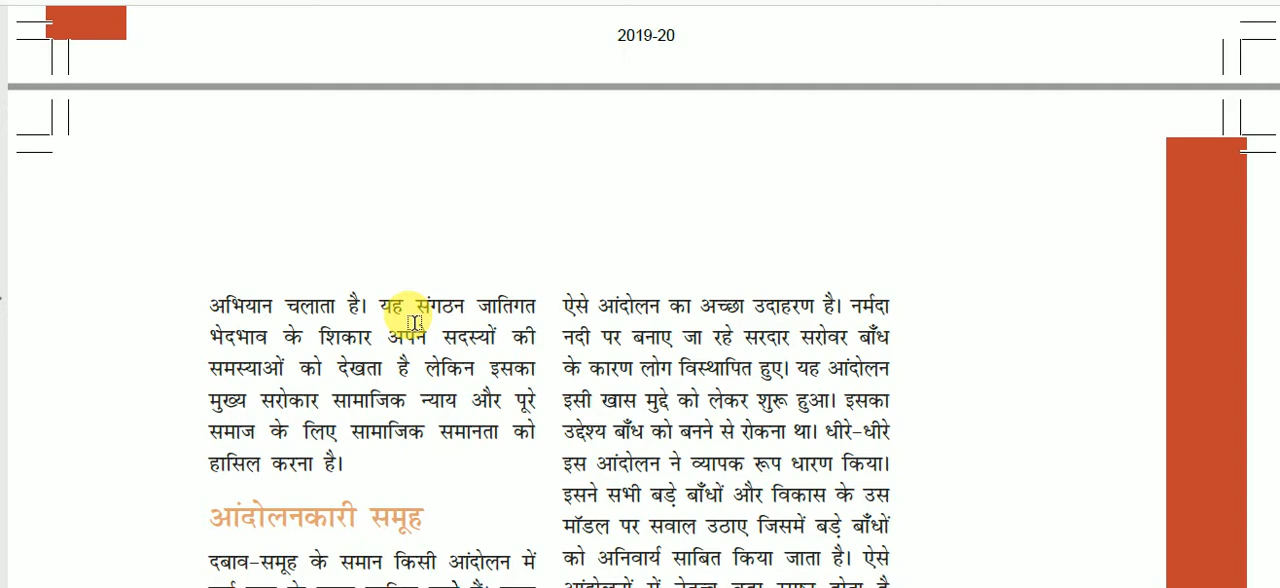 2019-20
अभियान चलाता है। यह संगठन जातिगत
भेदभाव के शिकार अपने सदस्यों की
समस्याओं को देखता है लेकिन इसका
मुख्य सरोकार सामाजिक न्याय और पूरे
समाज के लिए सामाजिक समानता को
हासिल करना है।
आंदोलनकारी समूह
दबाव-समूह के समान किसी आंदोलन में
ऐसे आंदोलन का अच्छा उदाहरण है। नर्मदा
नदी पर बनाए जा रहे सरदार सरोवर बाँध
के कारण लोग विस्थापित हुए। यह आंदोलन
इसी खास मुद्दे को लेकर शुरू हुआ। इसका
उद्देश्य बाँध को बनने से रोकना था। धीरे-धीरे
इस आंदोलन ने व्यापक रूप धारण किया।
इसने सभी बड़े बाँधों और विकास के उस
मॉडल पर सवाल उठाए जिसमें बड़े बाँधों
को अनिवार्य साबित किया जाता है। ऐसे